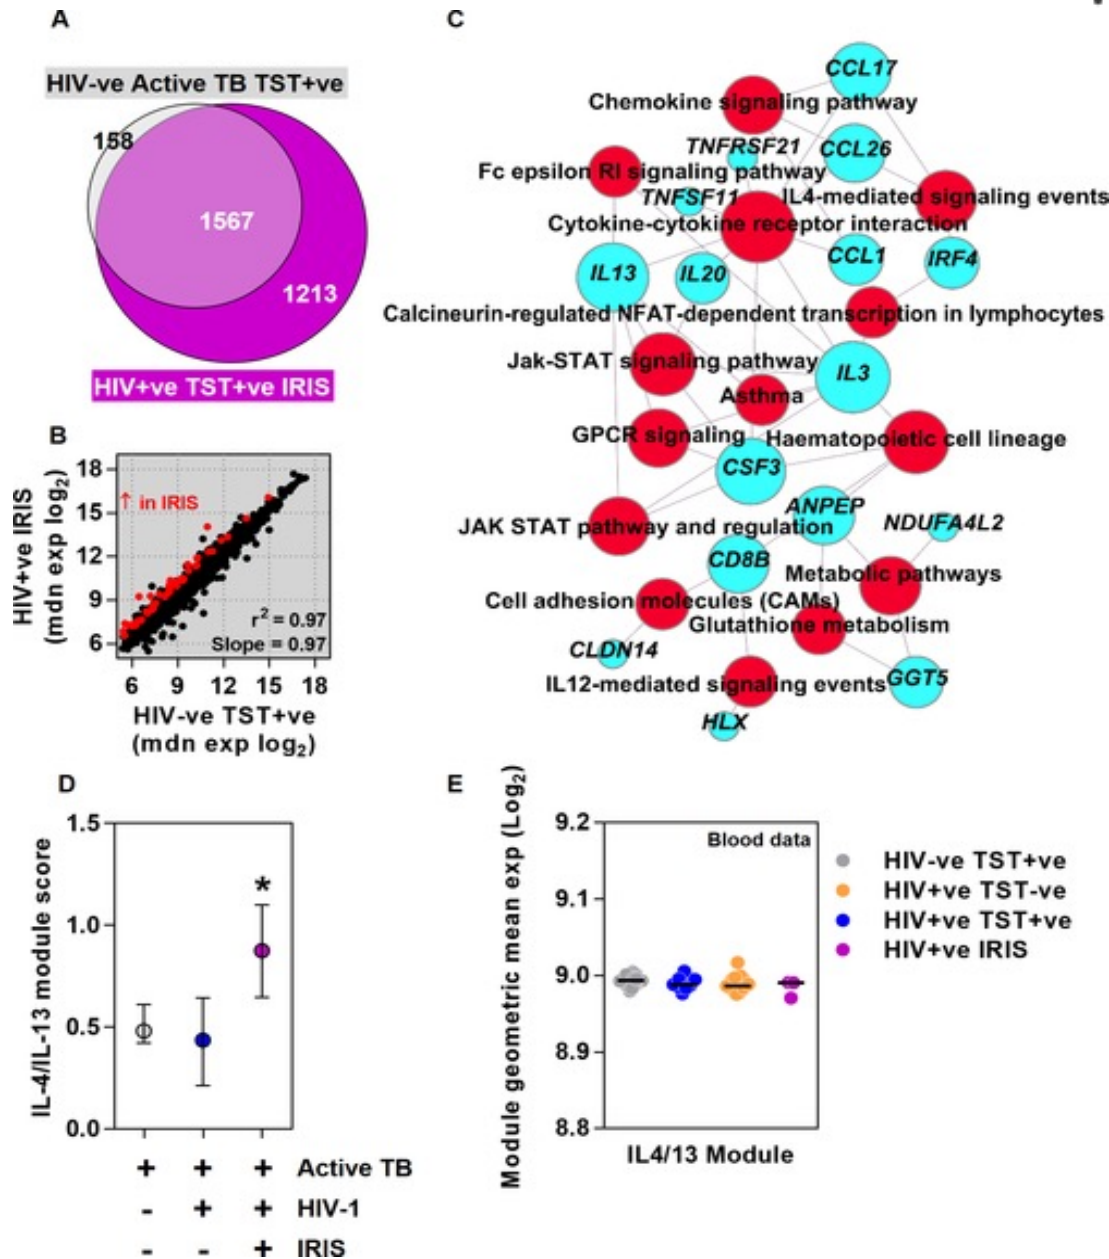 A
HIV-ve Active TB TST+ve
158
1567
1213
HIV+ve TST+ve IRIS
B
HIV+ve IRIS
(mdn exp log2)
18
15
12
9
6
↑ in IRIS
r2 = 0.97
Slope = 0.97
6 9 12 15 18
HIV-ve TST+ve
(mdn exp log2)
C
CCL17
Chemokine signaling pathway
TNFRSF21
CCL26
Fc epsilon RI signaling pathway
TNFSF11
IL4-mediated signaling events
Cytokine-cytokine receptor interaction
CCL1
IRF4
IL13
IL20
Calcineurin-regulated NFAT-dependent transcription in lymphocytes
Jak-STAT signaling pathway
IL3
Asthma
GPCR signaling
Haematopoietic cell lineage
CSF3
ANPEP
NDUFA4L2
JAK STAT pathway and regulation
CD8B
Metabolic pathways
Cell adhesion molecules (CAMs)
Glutathione metabolism
CLDN14
IL12-mediated signaling events
GGT5
HLX
D
IL-4/IL-13 module score
1.5
1.0
0.5
0.0
*
+ + + Active TB
- + + HIV-1
- - + IRIS
E
Module geometric mean exp (Log2)
9.2
9.1
9.0
8.9
8.8
Blood data
IL4/13 Module
HIV-ve TST+ve
HIV+ve TST-ve
HIV+ve TST+ve
HIV+ve IRIS